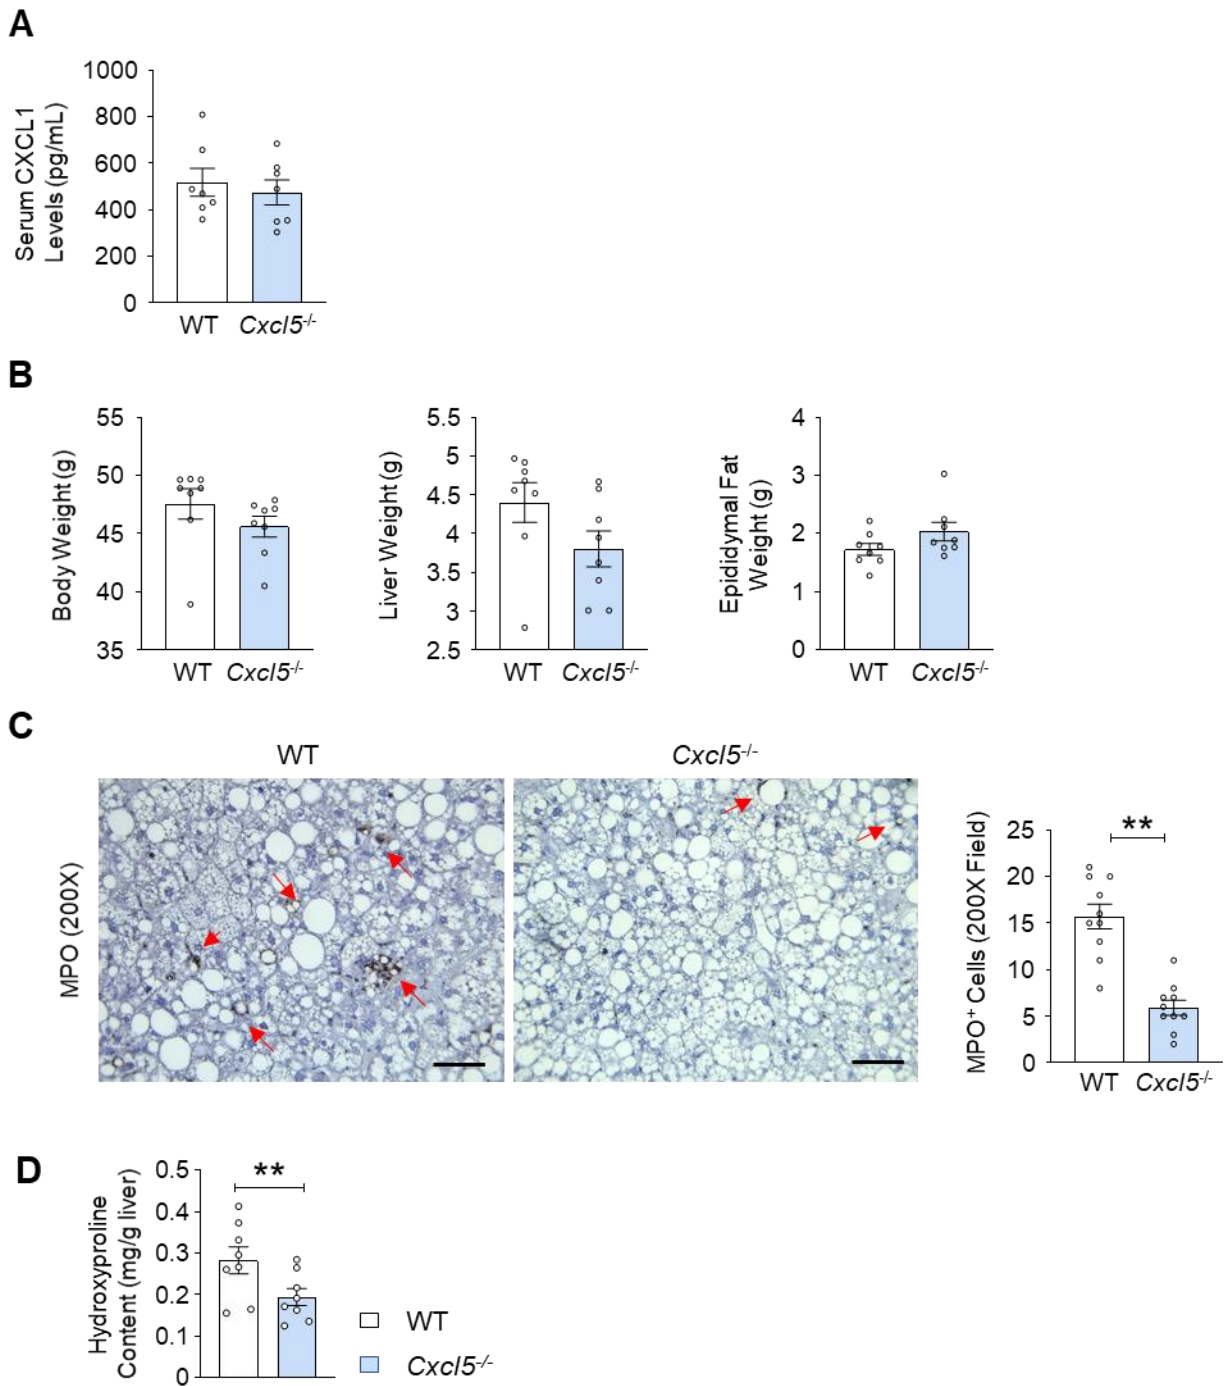 A
Serum CXCL1
Levels (pg/mL)
1000
800
600
400
200
0
WT Cxcl5-/-
B
Body Weight (g)
55
50
45
40
35
WT Cxcl5-/-
Liver Weight (g)
5.5
5
4.5
4
3.5
3
2.5
WT Cxcl5-/-
Epididymal Fat
Weight (g)
4
3
2
1
0
WT Cxcl5-/-
C
WT
Cxcl5-/-
MPO (200X)
MPO+ Cells (200X Field)
25
20
15
10
5
0
**
WT Cxcl5-/-
D
Hydroxyproline
Content (mg/g liver)
0.5
0.4
0.3
0.2
0.1
0
**
WT
Cxcl5-/-